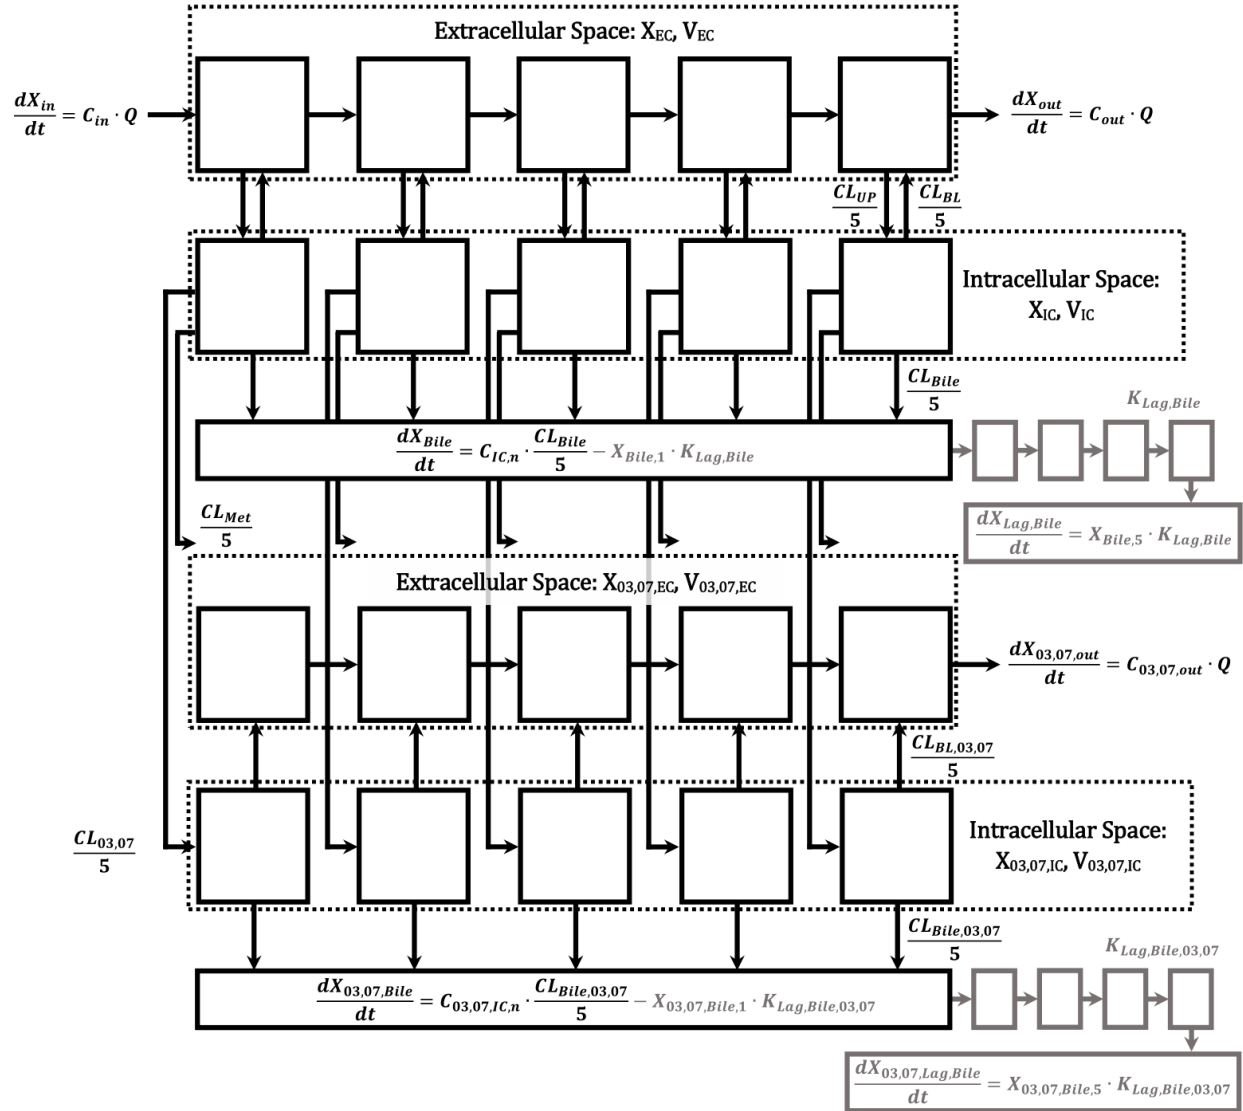 Extracellular Space: X_EC, V_EC
dX_in/dt = C_in · Q
dX_out/dt = C_out · Q
CL_UP/5
CL_BL/5
Intracellular Space:
X_IC, V_IC
CL_Bile/5
K_Lag,Bile
dX_Bile/dt = C_IC,n · CL_Bile/5 − X_Bile,1 · K_Lag,Bile
CL_Met/5
dX_Lag,Bile/dt = X_Bile,5 · K_Lag,Bile
Extracellular Space: X_03,07,EC, V_03,07,EC
dX_03,07,out/dt = C_03,07,out · Q
CL_BL,03,07/5
CL_03,07/5
Intracellular Space:
X_03,07,IC, V_03,07,IC
CL_Bile,03,07/5
K_Lag,Bile,03,07
dX_03,07,Bile/dt = C_03,07,IC,n · CL_Bile,03,07/5 − X_03,07,Bile,1 · K_Lag,Bile,03,07
dX_03,07,Lag,Bile/dt = X_03,07,Bile,5 · K_Lag,Bile,03,07